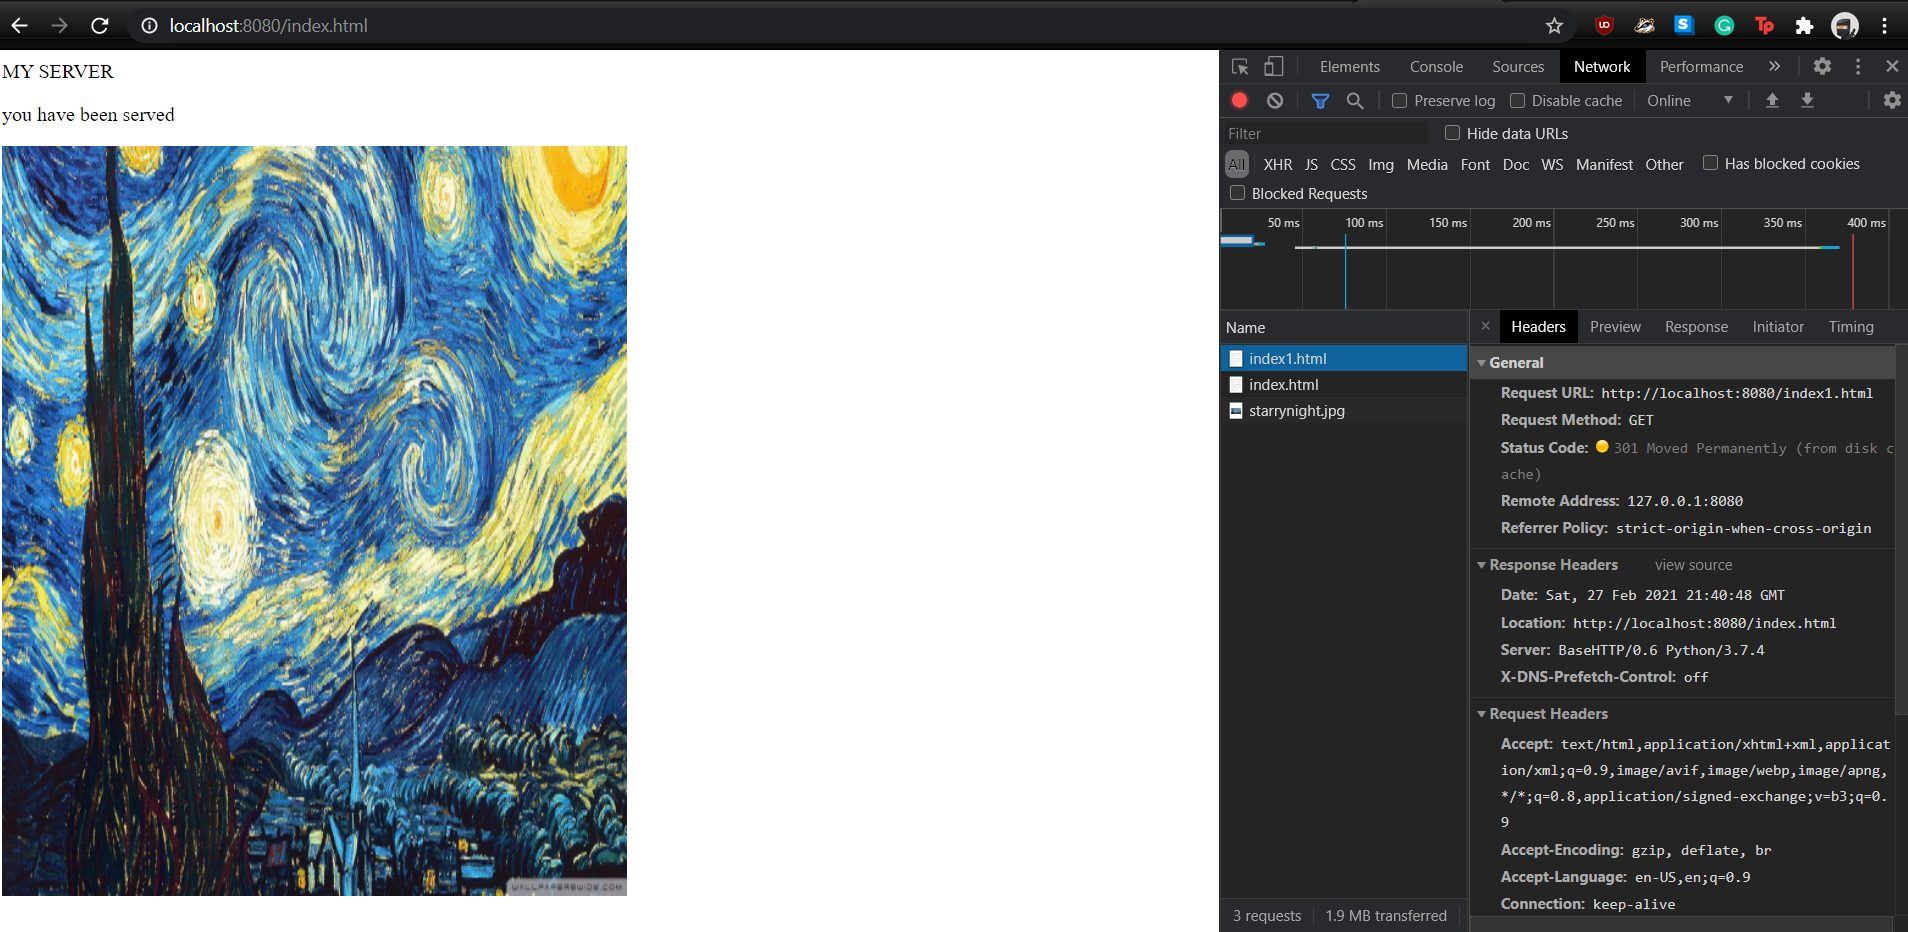 localhost:8080/index.html
MY SERVER
you have been served
WALLPAPERSWIDE.COM
Elements Console Sources Network Performance
Preserve log Disable cache Online
Filter Hide data URLs
All XHR JS CSS Img Media Font Doc WS Manifest Other Has blocked cookies
Blocked Requests
50 ms 100 ms 150 ms 200 ms 250 ms 300 ms 350 ms 400 ms
Name
index1.html
index.html
starrynight.jpg
3 requests 1.9 MB transferred
Headers Preview Response Initiator Timing
General
Request URL: http://localhost:8080/index1.html
Request Method: GET
Status Code: 301 Moved Permanently (from disk c
ache)
Remote Address: 127.0.0.1:8080
Referrer Policy: strict-origin-when-cross-origin
Response Headers view source
Date: Sat, 27 Feb 2021 21:40:48 GMT
Location: http://localhost:8080/index.html
Server: BaseHTTP/0.6 Python/3.7.4
X-DNS-Prefetch-Control: off
Request Headers
Accept: text/html,application/xhtml+xml,applicat
ion/xml;q=0.9,image/avif,image/webp,image/apng,
*/*;q=0.8,application/signed-exchange;v=b3;q=0.
9
Accept-Encoding: gzip, deflate, br
Accept-Language: en-US,en;q=0.9
Connection: keep-alive